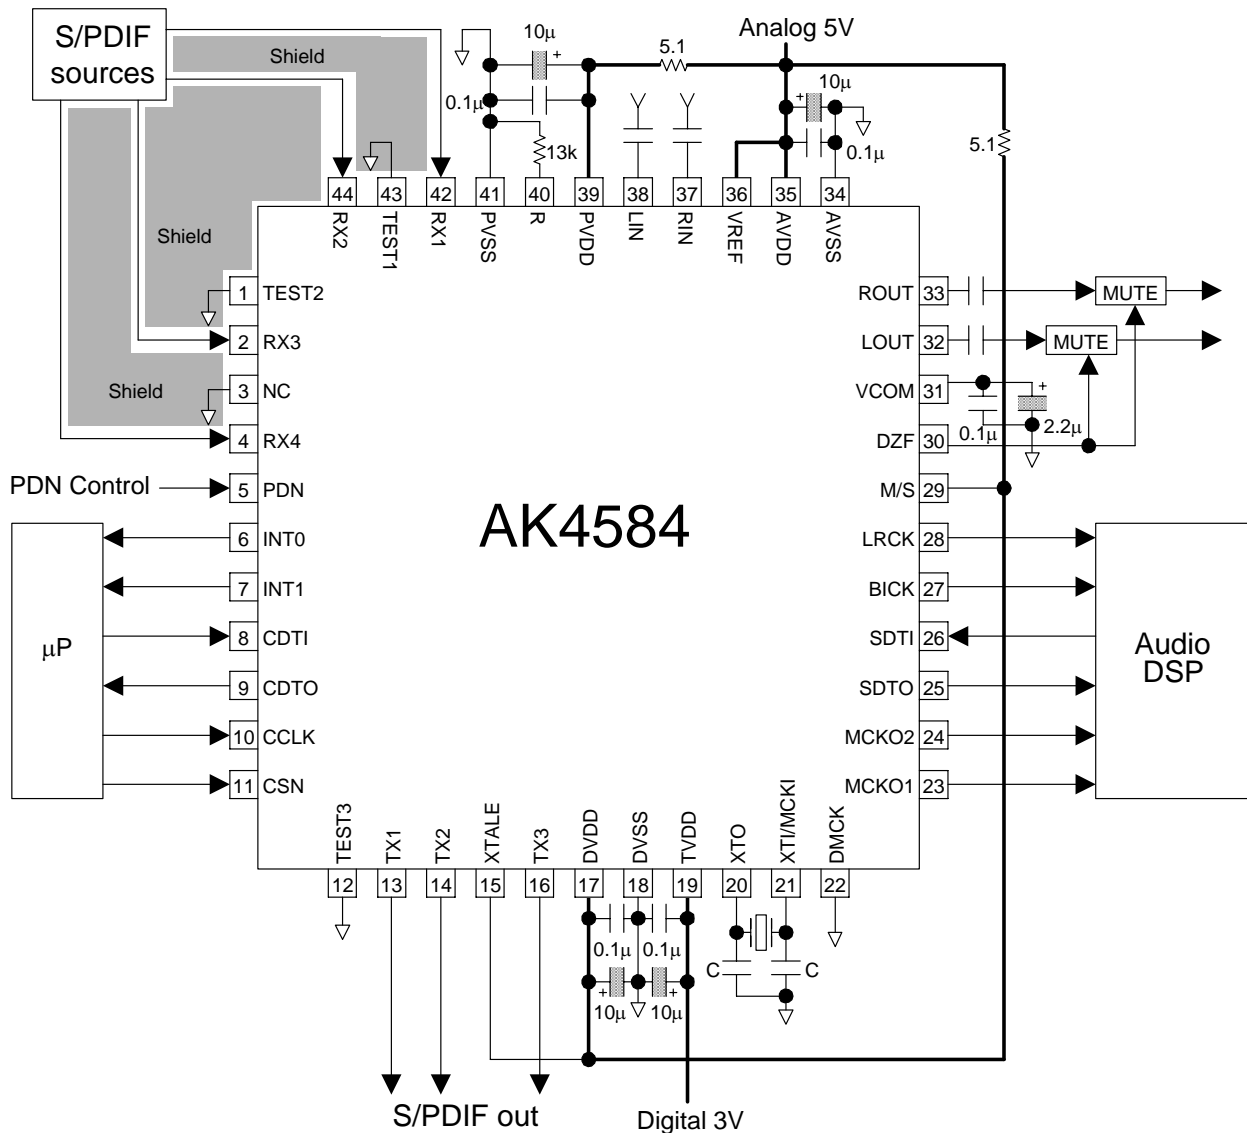 S/PDIF
sources
Shield
Shield
Shield
10μ
+
0.1μ
13k
5.1
Analog 5V
+
10μ
0.1μ
5.1
44
43
42
41
40
39
38
37
36
35
34
RX2
TEST1
RX1
PVSS
R
PVDD
LIN
RIN
VREF
AVDD
AVSS
1
TEST2
2
RX3
3
NC
4
RX4
PDN Control
5
PDN
6
INT0
7
INT1
8
CDTI
9
CDTO
10
CCLK
11
CSN
μP
AK4584
ROUT
33
MUTE
LOUT
32
MUTE
VCOM
31
+
0.1μ
2.2μ
DZF
30
M/S
29
LRCK
28
BICK
27
SDTI
26
SDTO
25
MCKO2
24
MCKO1
23
Audio
DSP
TEST3
TX1
TX2
XTALE
TX3
DVDD
DVSS
TVDD
XTO
XTI/MCKI
DMCK
12
13
14
15
16
17
18
19
20
21
22
0.1μ
0.1μ
+
10μ
10μ
+
C
C
S/PDIF out
Digital 3V